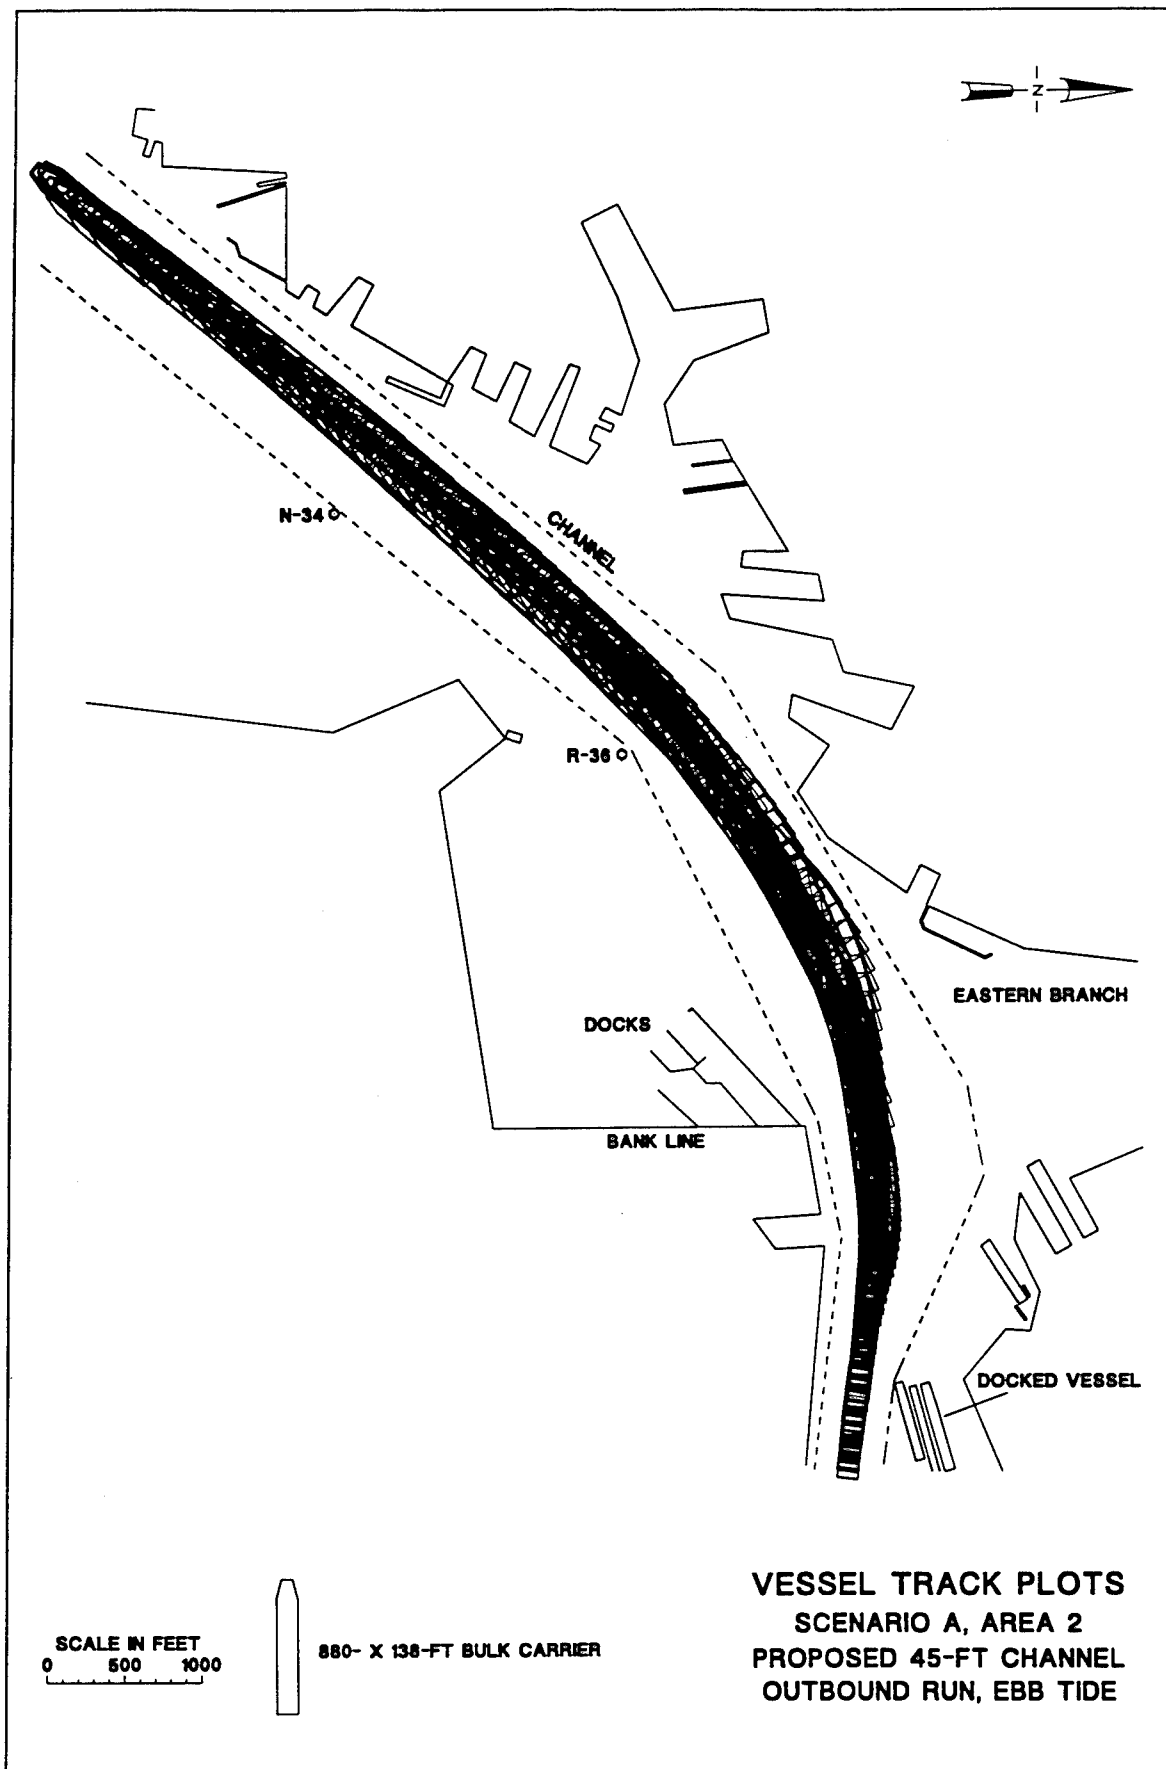 N
N-34
CHANNEL
R-36
EASTERN BRANCH
DOCKS
BANK LINE
DOCKED VESSEL
SCALE IN FEET
0 500 1000
880- X 138-FT BULK CARRIER
VESSEL TRACK PLOTS
SCENARIO A, AREA 2
PROPOSED 45-FT CHANNEL
OUTBOUND RUN, EBB TIDE